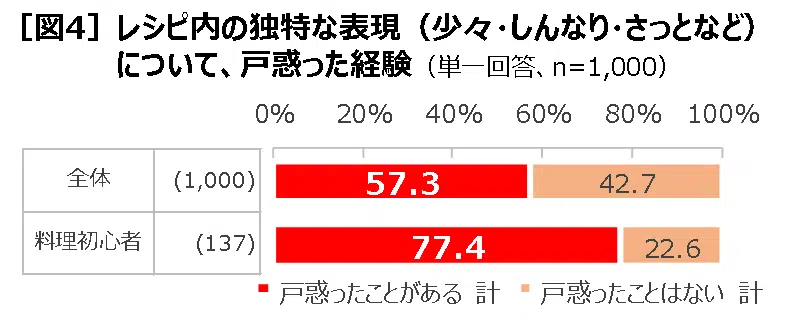 ［図4］レシピ内の独特な表現（少々・しんなり・さっとなど）
について、戸惑った経験（単一回答、n=1,000）
0% 20% 40% 60% 80% 100%
全体 (1,000) 57.3 42.7
料理初心者 (137) 77.4 22.6
戸惑ったことがある 計 戸惑ったことはない 計